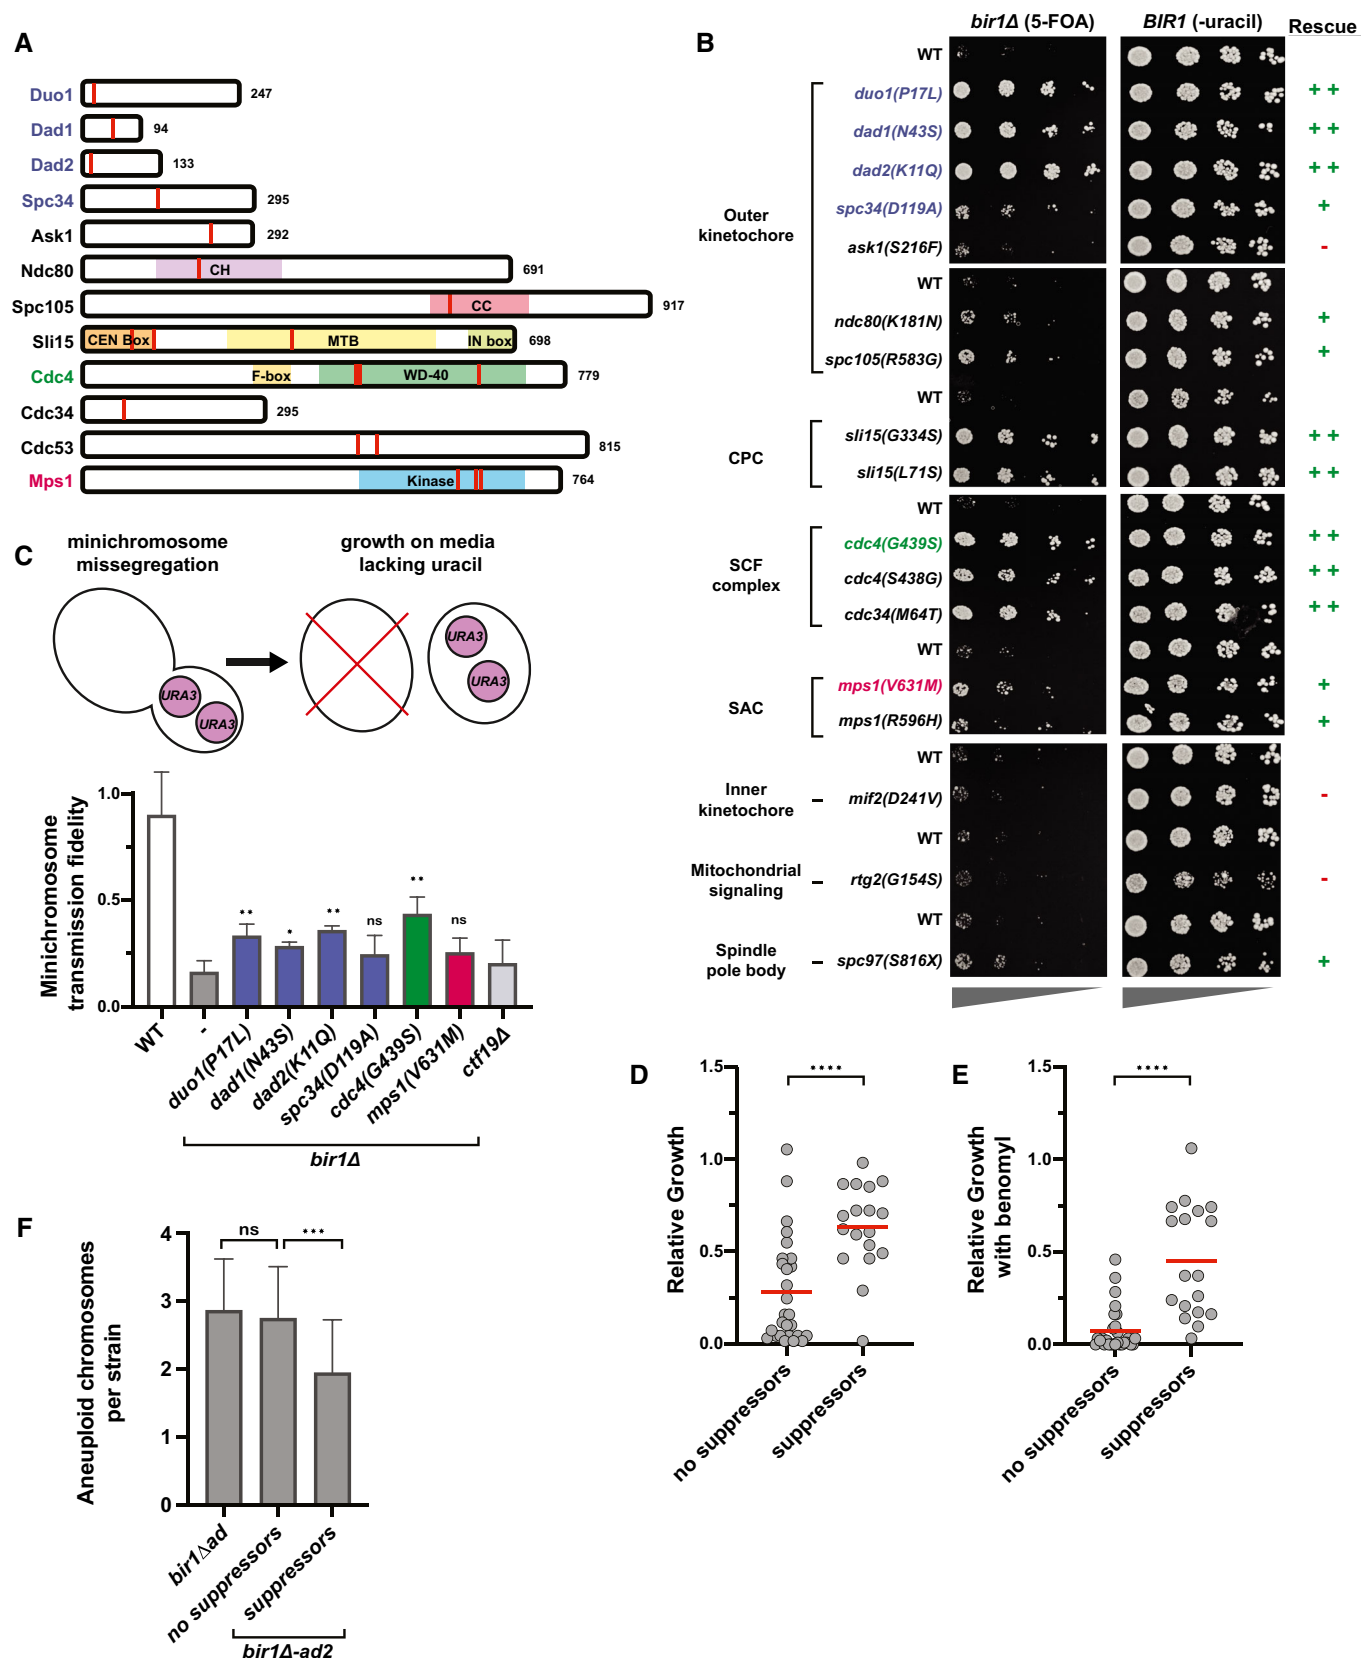 A
Duo1
247
Dad1
94
Dad2
133
Spc34
295
Ask1
292
Ndc80
CH
691
Spc105
CC
917
Sli15
CEN Box
MTB
IN box
698
Cdc4
F-box
WD-40
779
Cdc34
295
Cdc53
815
Mps1
Kinase
764
B
bir1Δ (5-FOA)
BIR1 (-uracil)
Rescue
WT
Outer
kinetochore
duo1(P17L)
++
dad1(N43S)
++
dad2(K11Q)
++
spc34(D119A)
+
ask1(S216F)
-
WT
ndc80(K181N)
+
spc105(R583G)
+
WT
CPC
sli15(G334S)
++
sli15(L71S)
++
WT
SCF
complex
cdc4(G439S)
++
cdc4(S438G)
++
cdc34(M64T)
++
WT
SAC
mps1(V631M)
+
mps1(R596H)
+
WT
Inner
kinetochore
mif2(D241V)
-
WT
Mitochondrial
signaling
rtg2(G154S)
-
WT
Spindle
pole body
spc97(S816X)
+
C
minichromosome
missegregation
growth on media
lacking uracil
URA3
URA3
URA3
URA3
Minichromosome
transmission fidelity
1.0
0.5
0.0
**
*
**
ns
**
ns
WT
-
duo1(P17L)
dad1(N43S)
dad2(K11Q)
spc34(D119A)
cdc4(G439S)
mps1(V631M)
ctf19Δ
bir1Δ
D
Relative Growth
1.5
1.0
0.5
0.0
****
no suppressors
suppressors
E
Relative Growth
with benomyl
1.5
1.0
0.5
0.0
****
no suppressors
suppressors
F
Aneuploid chromosomes
per strain
4
3
2
1
0
ns
***
bir1Δad
no suppressors
suppressors
bir1Δ-ad2